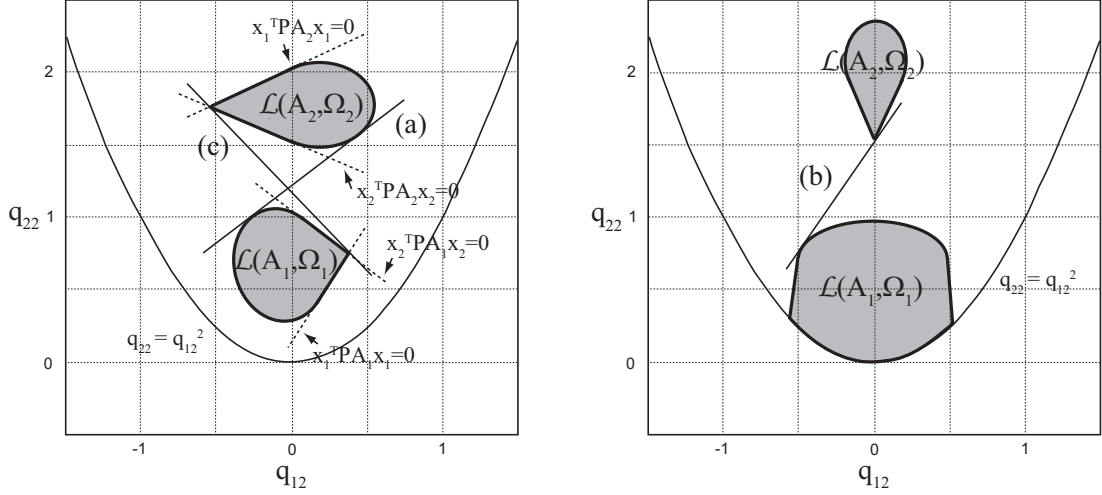 x₁ᵀPA₂x₁=0
2
ℒ(A₂,Ω₂)
(a)
(c)
x₂ᵀPA₂x₂=0
q₂₂
1
x₂ᵀPA₁x₂=0
ℒ(A₁,Ω₁)
q₂₂ = q₁₂²
x₁ᵀPA₁x₁=0
0
-1
0
1
q₁₂
2
ℒ(A₂,Ω₂)
(b)
q₂₂
1
ℒ(A₁,Ω₁)
q₂₂ = q₁₂²
0
-1
0
1
q₁₂